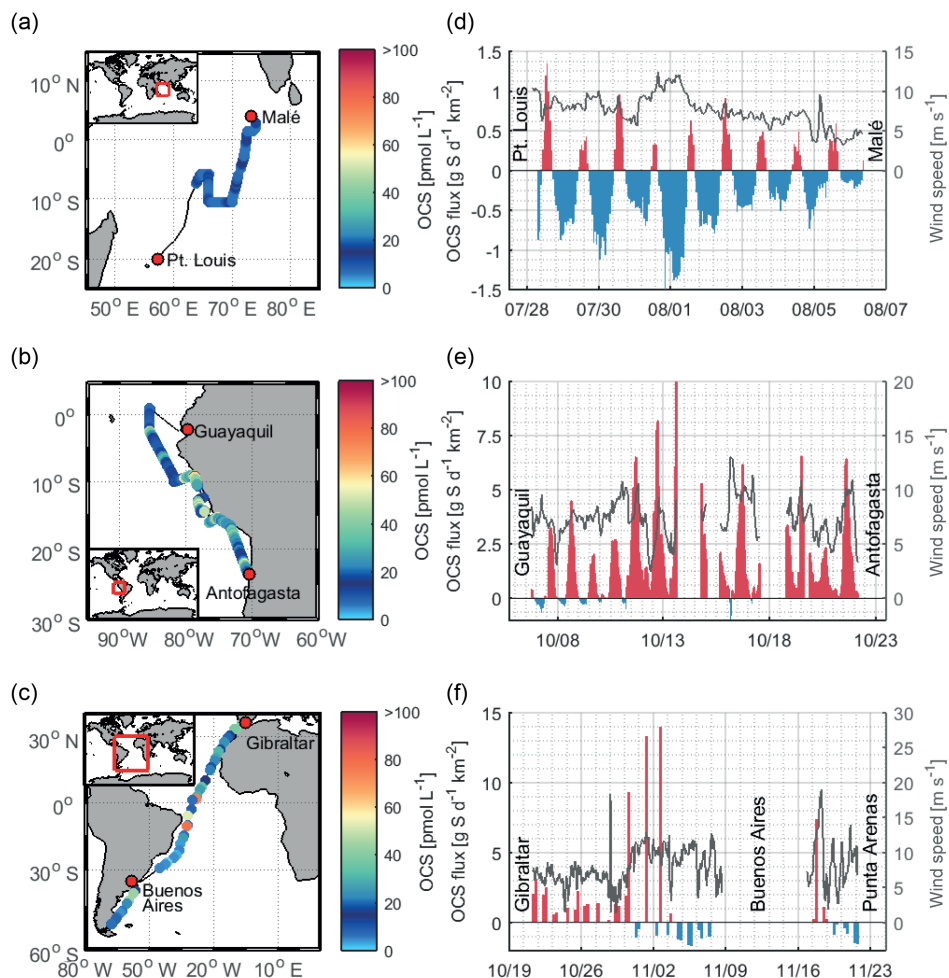 (a)
10° N
0°
10° S
20° S
50° E
60° E
70° E
80° E
Malé
Pt. Louis
>100
80
60
40
20
0
OCS [pmol L⁻¹]
(d)
1.5
1
0.5
0
-0.5
-1
-1.5
OCS flux [g S d⁻¹ km⁻²]
Pt. Louis
Malé
15
10
5
0
Wind speed [m s⁻¹]
07/28
07/30
08/01
08/03
08/05
08/07
(b)
0°
10° S
20° S
30° S
90° W
80° W
70° W
60° W
Guayaquil
Antofagasta
>100
80
60
40
20
0
OCS [pmol L⁻¹]
(e)
10
7.5
5
2.5
0
OCS flux [g S d⁻¹ km⁻²]
Guayaquil
Antofagasta
20
15
10
5
0
Wind speed [m s⁻¹]
10/08
10/13
10/18
10/23
(c)
30° N
0°
30° S
60° S
80° W
50° W
20° W
10° E
Gibraltar
Buenos
Aires
>100
80
60
40
20
0
OCS [pmol L⁻¹]
(f)
15
10
5
0
OCS flux [g S d⁻¹ km⁻²]
Gibraltar
Buenos Aires
Punta Arenas
30
25
20
15
10
5
0
Wind speed [m s⁻¹]
10/19
10/26
11/02
11/09
11/16
11/23